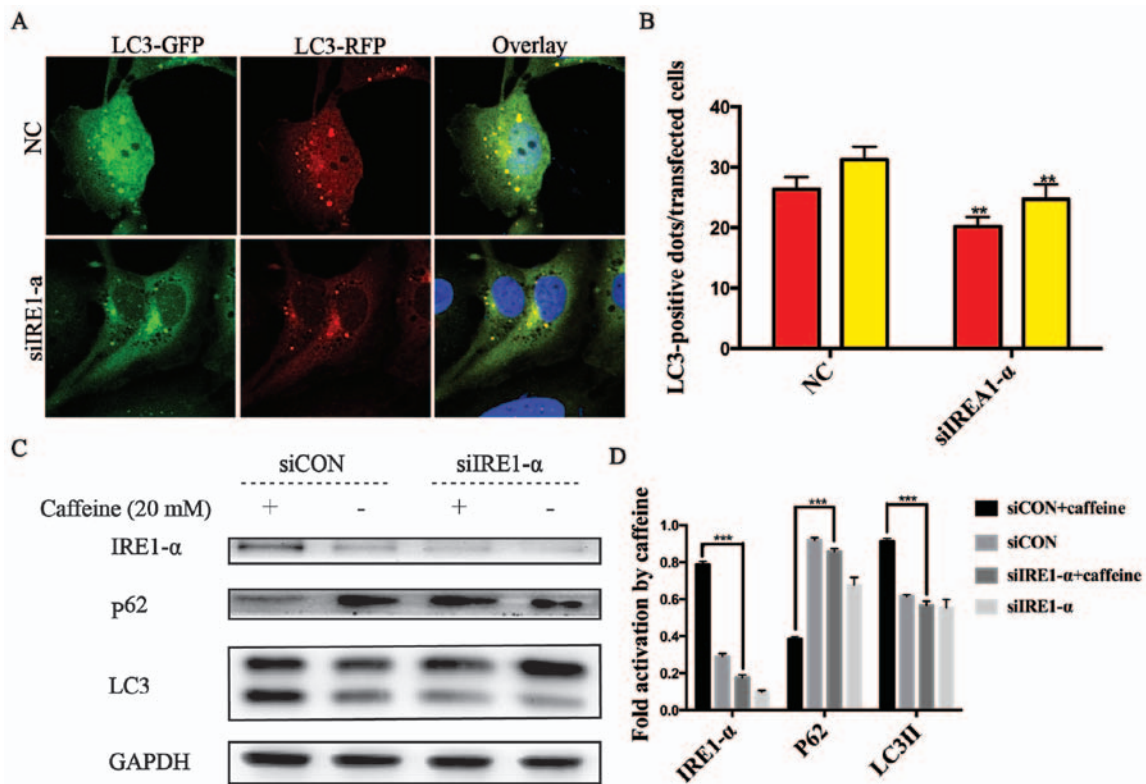 A
LC3-GFP LC3-RFP Overlay
NC
siIRE1-a
B
LC3-positive dots/transfected cells
40
30
20
10
0
** **
NC siIREA1-α
C
siCON siIRE1-α
Caffeine (20 mM) + - + -
IRE1-α
p62
LC3
GAPDH
D
Fold activation by caffeine
1.0
0.8
0.6
0.4
0.2
0.0
*** *** ***
IRE1-α P62 LC3II
siCON+caffeine
siCON
siIRE1-α+caffeine
siIRE1-α